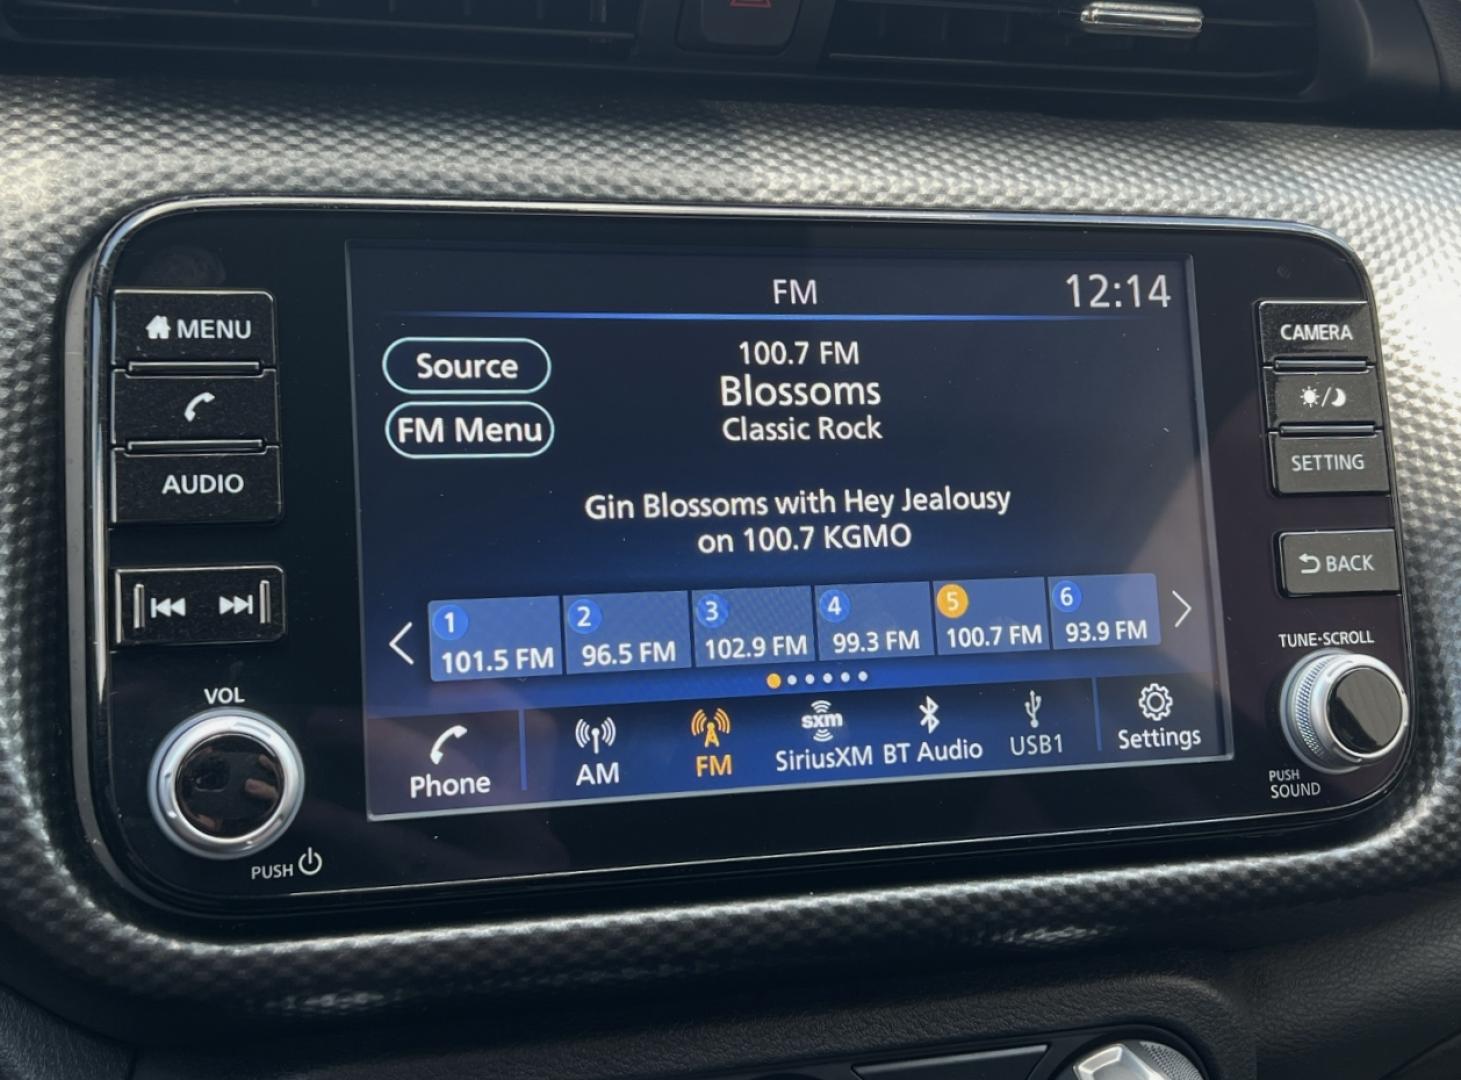 FM
12:14
MENU
AUDIO
VOL
PUSH
Source
FM Menu
100.7 FM
Blossoms
Classic Rock
Gin Blossoms with Hey Jealousy
on 100.7 KGMO
1
101.5 FM
2
96.5 FM
3
102.9 FM
4
99.3 FM
5
100.7 FM
6
93.9 FM
Phone
AM
FM
sxm
SiriusXM
BT Audio
USB1
Settings
CAMERA
SETTING
BACK
TUNE·SCROLL
PUSH
SOUND